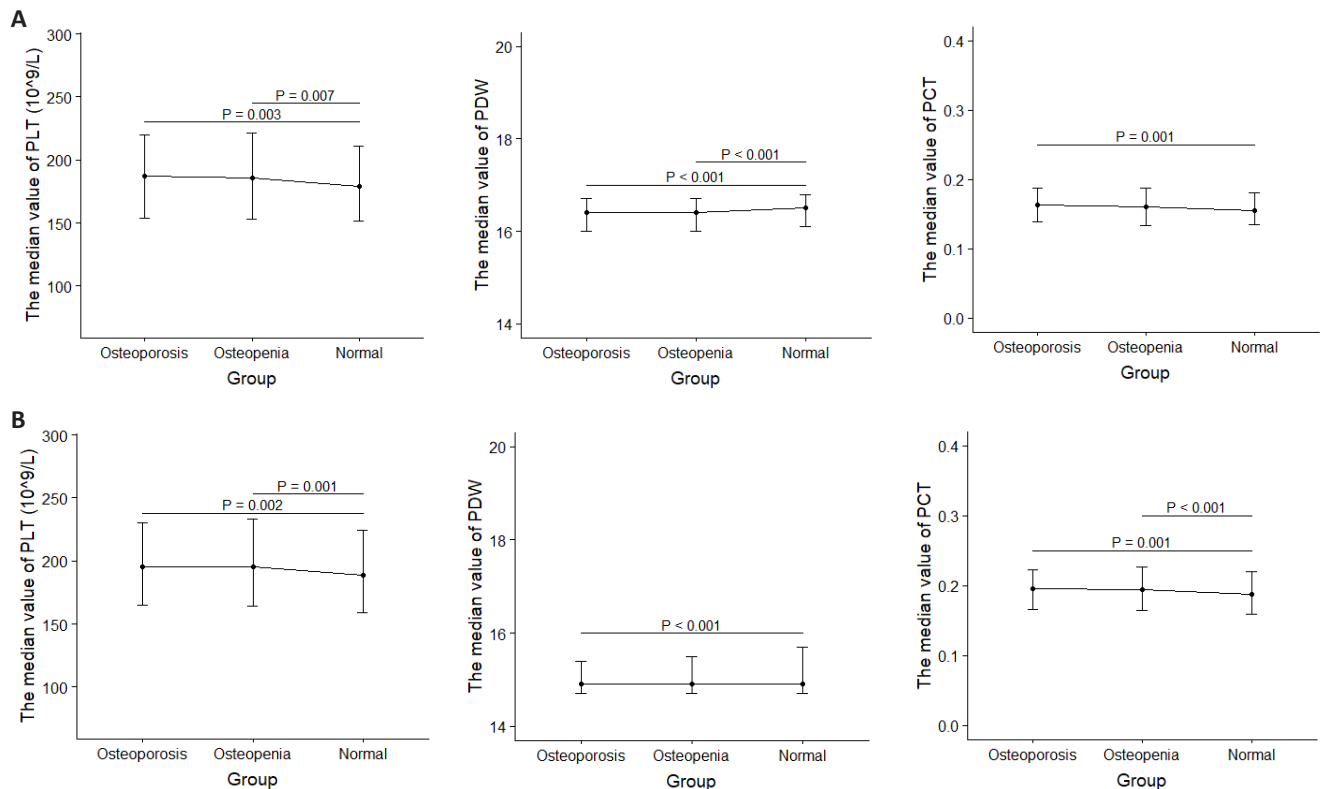 A
The median value of PLT (10^9/L)
300
250
200
150
100
P = 0.007
P = 0.003
Osteoporosis Osteopenia Normal
Group
The median value of PDW
20
18
16
14
P < 0.001
P < 0.001
Osteoporosis Osteopenia Normal
Group
The median value of PCT
0.4
0.3
0.2
0.1
0.0
P = 0.001
Osteoporosis Osteopenia Normal
Group
B
The median value of PLT (10^9/L)
300
250
200
150
100
P = 0.001
P = 0.002
Osteoporosis Osteopenia Normal
Group
The median value of PDW
20
18
16
14
P < 0.001
Osteoporosis Osteopenia Normal
Group
The median value of PCT
0.4
0.3
0.2
0.1
0.0
P < 0.001
P = 0.001
Osteoporosis Osteopenia Normal
Group